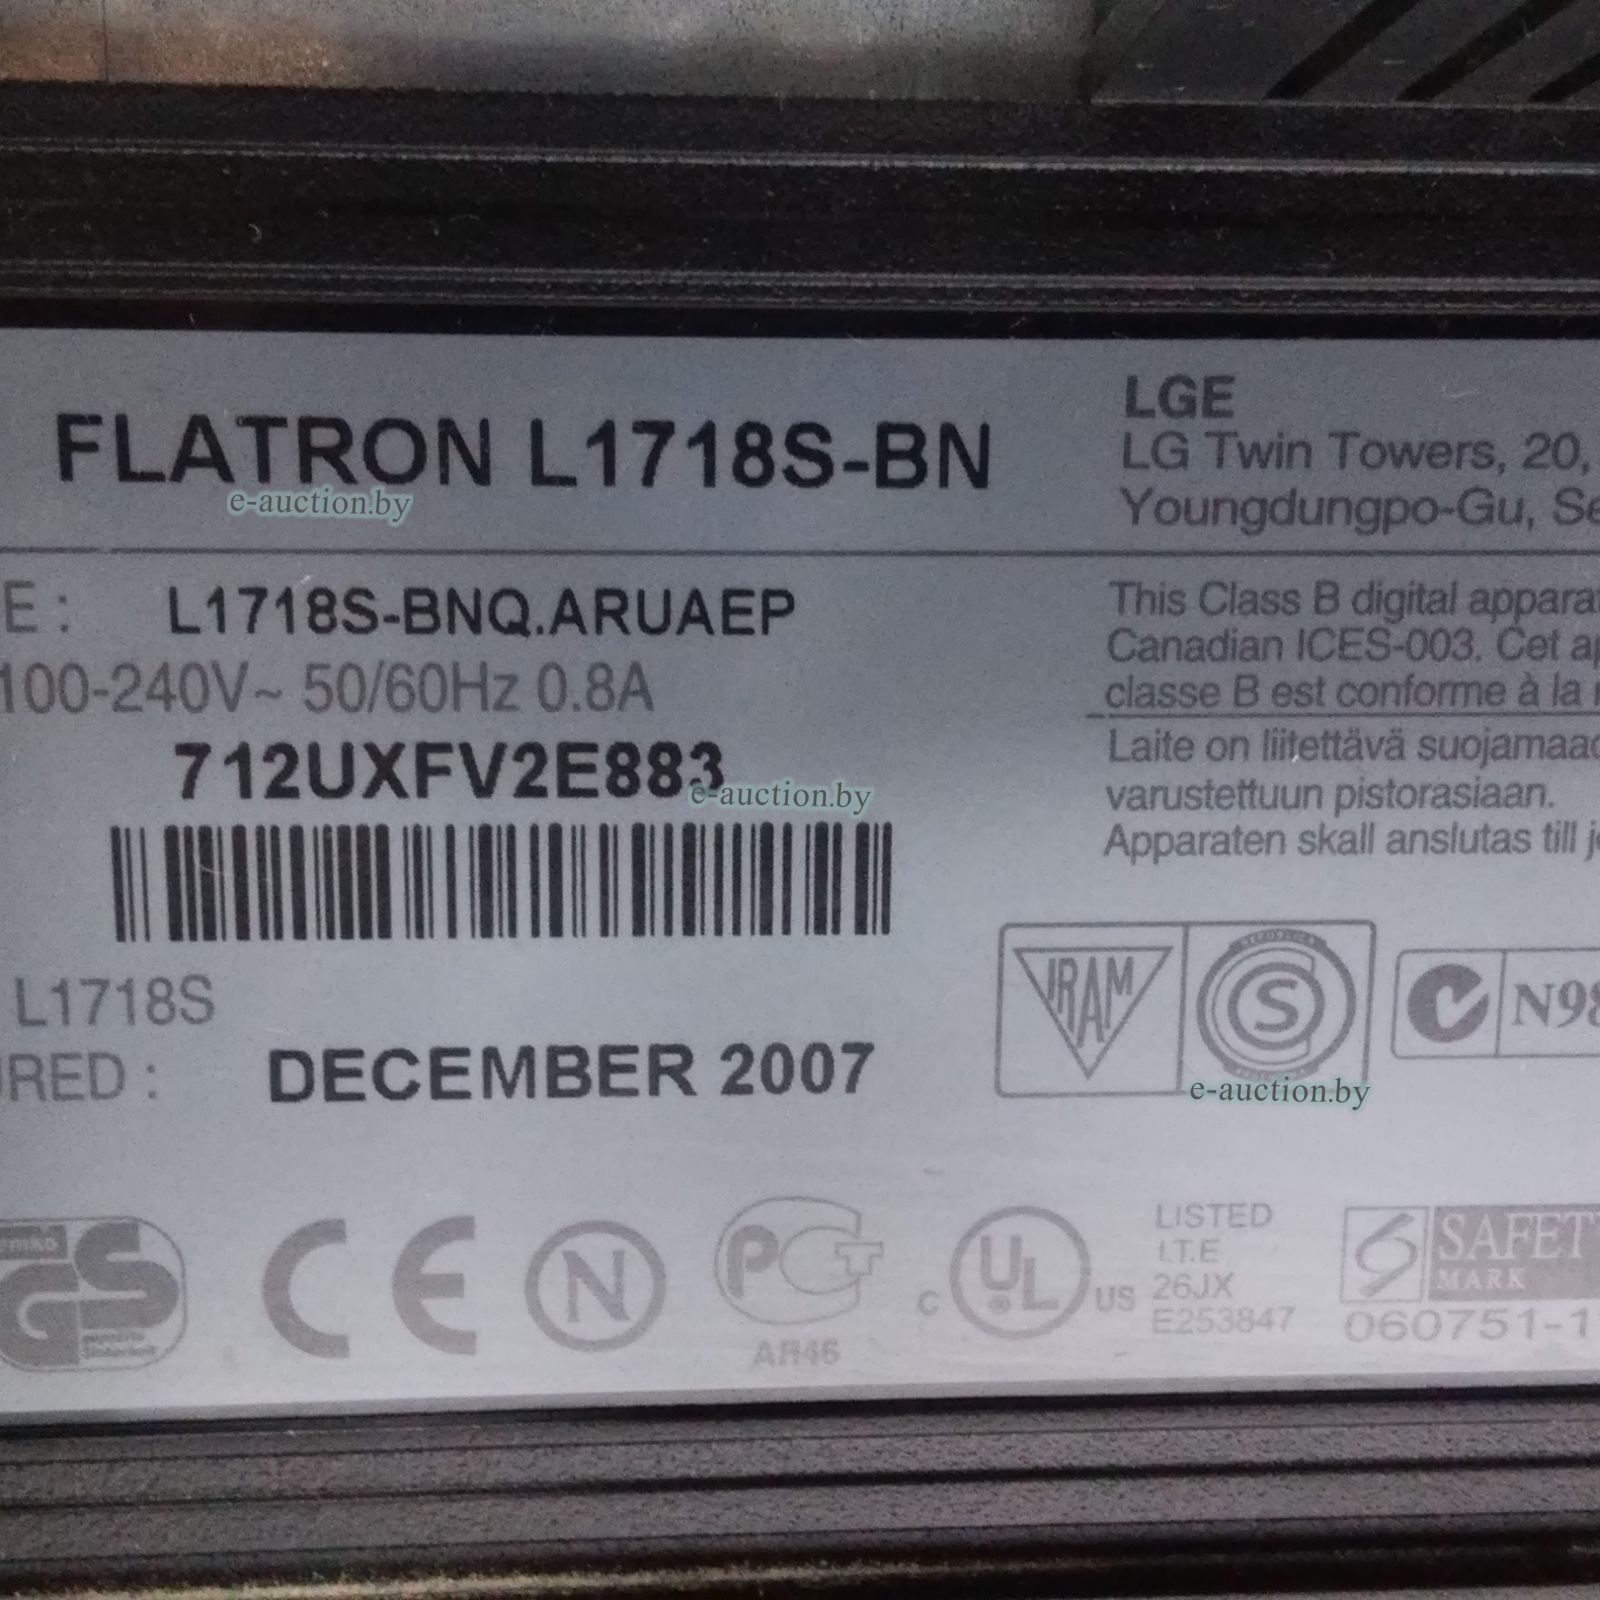 FLATRON L1718S-BN
e-auction.by
LGE
LG Twin Towers, 20,
Youngdungpo-Gu, Se
E : L1718S-BNQ.ARUAEP
100-240V~ 50/60Hz 0.8A
712UXFV2E883
e-auction.by
This Class B digital appara
Canadian ICES-003. Cet ap
classe B est conforme à la
Laite on liitettävä suojamaad
varustettuun pistorasiaan.
Apparaten skall anslutas till j
L1718S
URED : DECEMBER 2007
IRAM
S
N98
e-auction.by
GS
CE
N
PCT
AR46
C UL US
LISTED
I.T.E
26JX
E253847
S SAFETY
MARK
060751-1